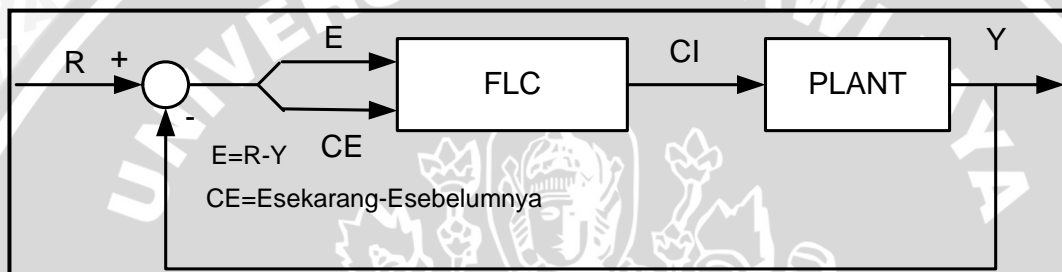 R
+
-
E
CE
FLC
CI
PLANT
Y
E=R-Y
CE=Esekarang-Esebelumnya